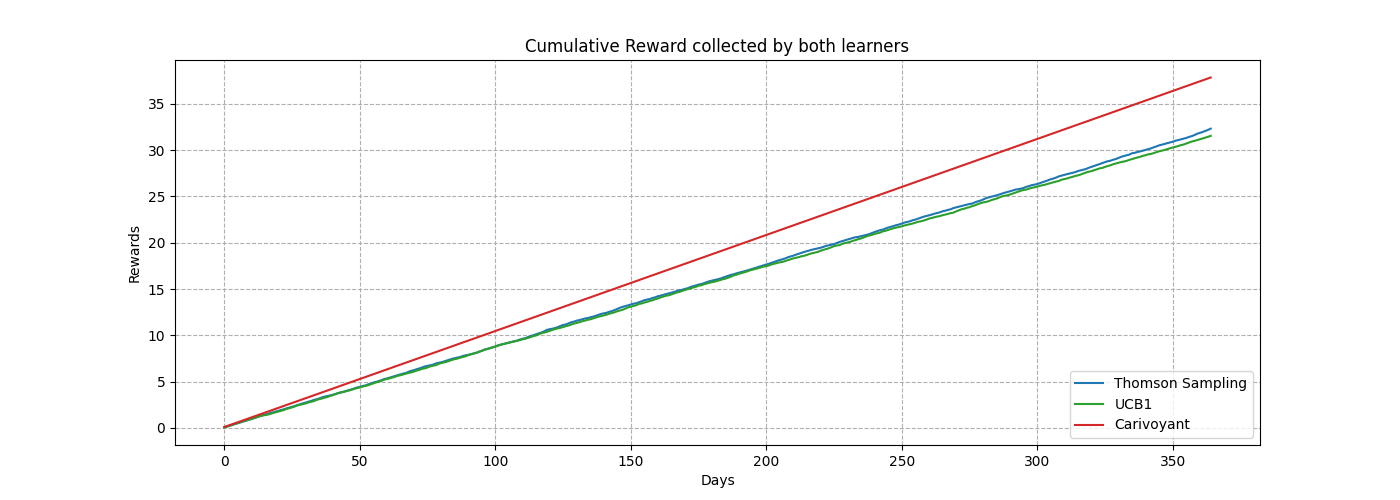 Cumulative Reward collected by both learners
Rewards
35
30
25
20
15
10
5
0
0 50 100 150 200 250 300 350
Days
Thomson Sampling
UCB1
Carivoyant